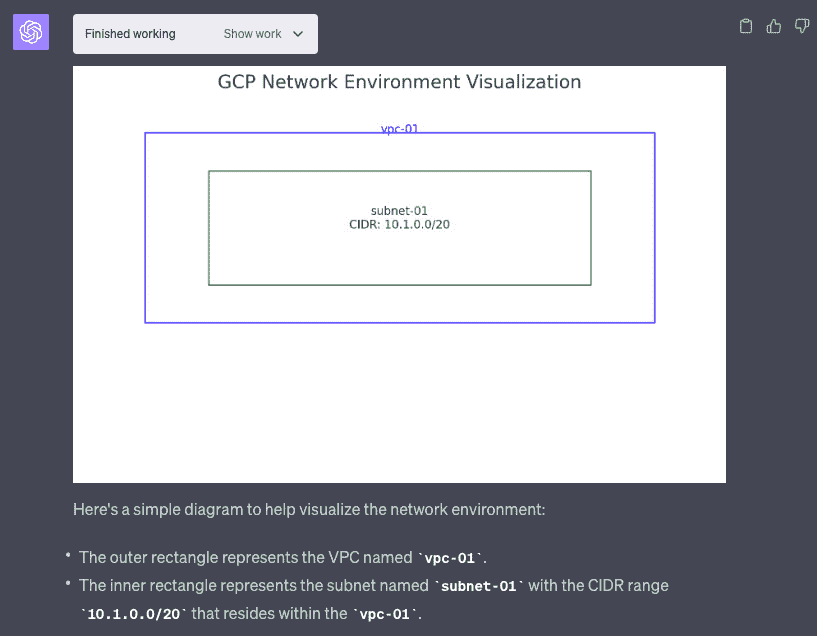 Finished working Show work
GCP Network Environment Visualization
vpc-01
subnet-01
CIDR: 10.1.0.0/20
Here's a simple diagram to help visualize the network environment:
• The outer rectangle represents the VPC named `vpc-01`.
• The inner rectangle represents the subnet named `subnet-01` with the CIDR range
`10.1.0.0/20` that resides within the `vpc-01`.